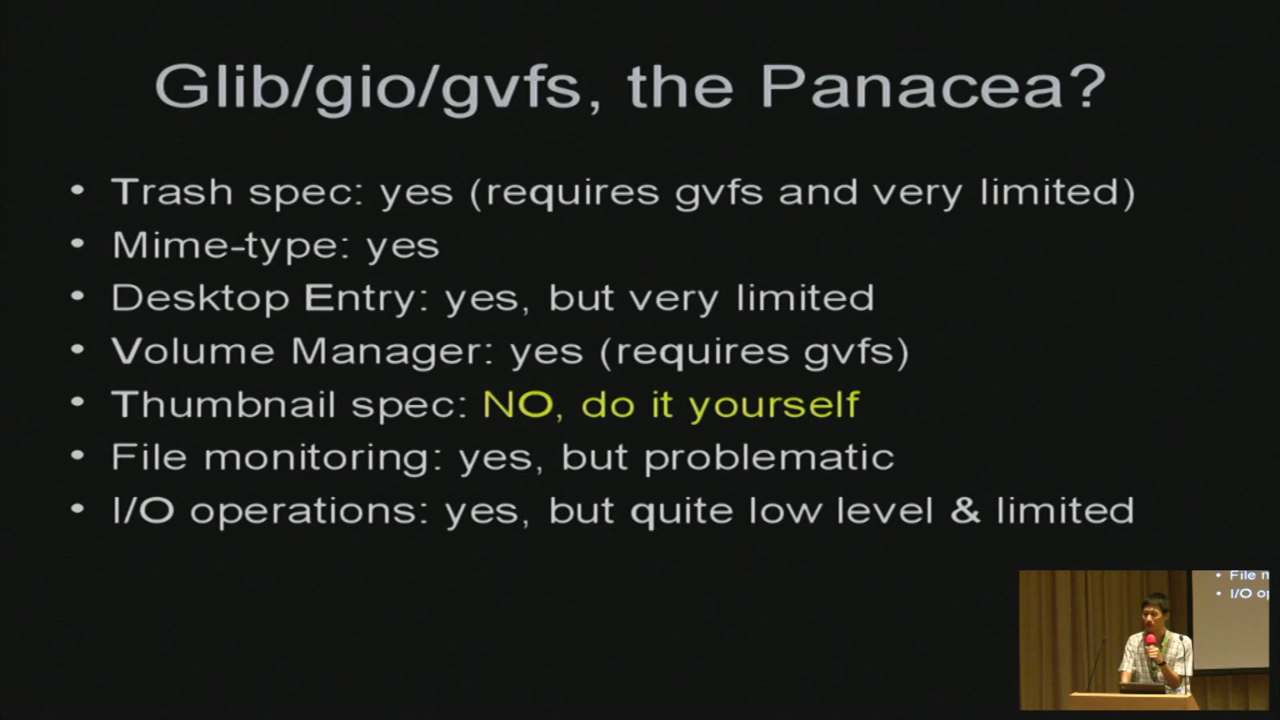 Glib/gio/gvfs, the Panacea?
• Trash spec: yes (requires gvfs and very limited)
• Mime-type: yes
• Desktop Entry: yes, but very limited
• Volume Manager: yes (requires gvfs)
• Thumbnail spec: NO, do it yourself
• File monitoring: yes, but problematic
• I/O operations: yes, but quite low level & limited
• File
• I/O